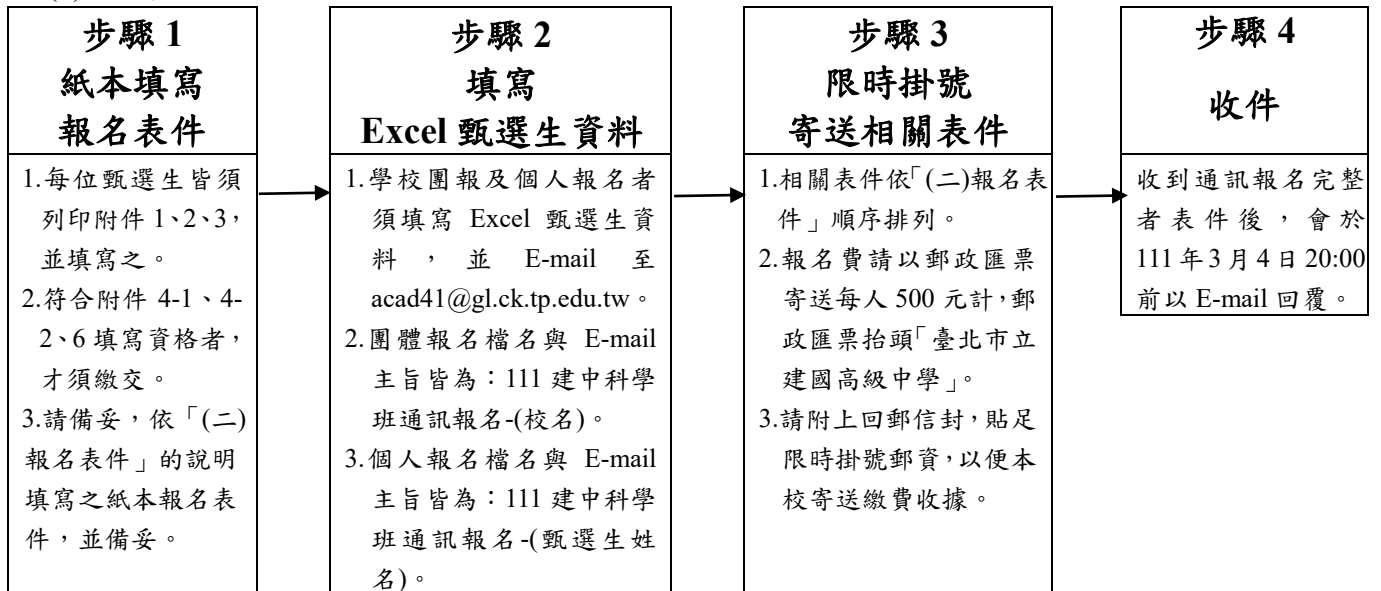 步驟 1
紙本填寫
報名表件
1.每位甄選生皆須
列印附件 1、2、3,
並填寫之。
2.符合附件 4-1、4-
2、6 填寫資格者,
才須繳交。
3.請備妥,依「(二)
報名表件」的說明
填寫之紙本報名表
件,並備妥。
步驟 2
填寫
Excel 甄選生資料
1.學校團報及個人報名者
須填寫 Excel 甄選生資
料,並 E-mail 至
acad41@gl.ck.tp.edu.tw。
2.團體報名檔名與 E-mail
主旨皆為:111 建中科學
班通訊報名-(校名)。
3.個人報名檔名與 E-mail
主旨皆為:111 建中科學
班通訊報名-(甄選生姓
名)。
步驟 3
限時掛號
寄送相關表件
1.相關表件依「(二)報名表
件」順序排列。
2.報名費請以郵政匯票
寄送每人 500 元計,郵
政匯票抬頭「臺北市立
建國高級中學」。
3.請附上回郵信封,貼足
限時掛號郵資,以便本
校寄送繳費收據。
步驟 4
收件
收到通訊報名完整
者表件後,會於
111 年 3 月 4 日 20:00
前以 E-mail 回覆。